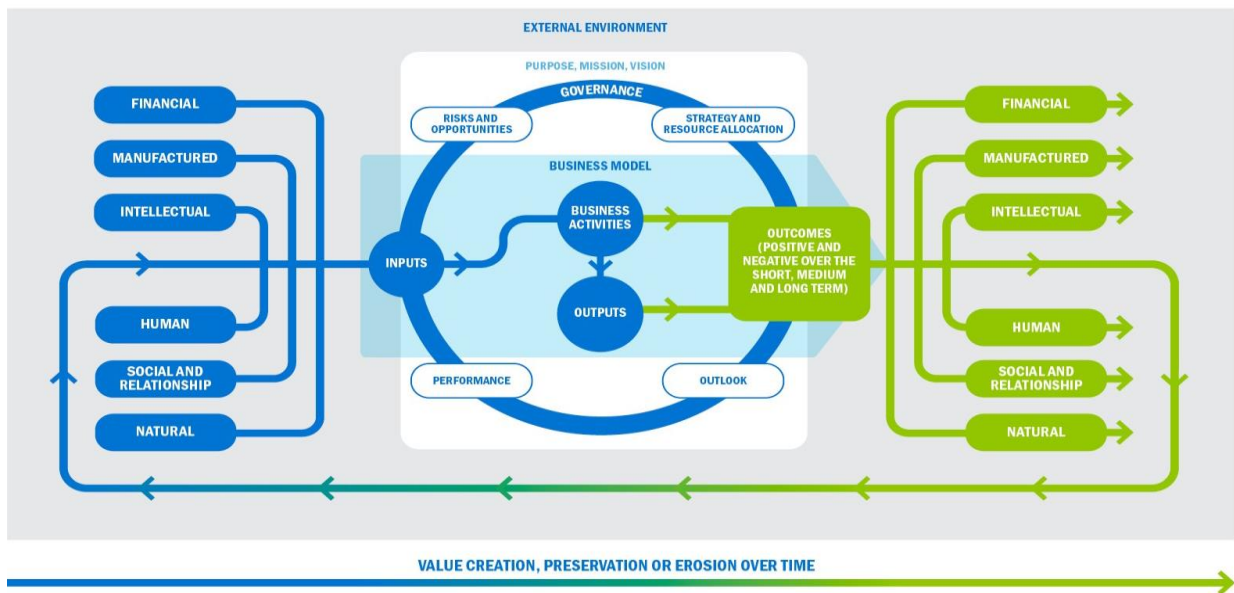 EXTERNAL ENVIRONMENT
PURPOSE, MISSION, VISION
GOVERNANCE
FINANCIAL
MANUFACTURED
INTELLECTUAL
HUMAN
SOCIAL AND
RELATIONSHIP
NATURAL
RISKS AND
OPPORTUNITIES
STRATEGY AND
RESOURCE ALLOCATION
BUSINESS MODEL
INPUTS
BUSINESS
ACTIVITIES
OUTPUTS
OUTCOMES
(POSITIVE AND
NEGATIVE OVER THE
SHORT, MEDIUM
AND LONG TERM)
PERFORMANCE
OUTLOOK
FINANCIAL
MANUFACTURED
INTELLECTUAL
HUMAN
SOCIAL AND
RELATIONSHIP
NATURAL
VALUE CREATION, PRESERVATION OR EROSION OVER TIME